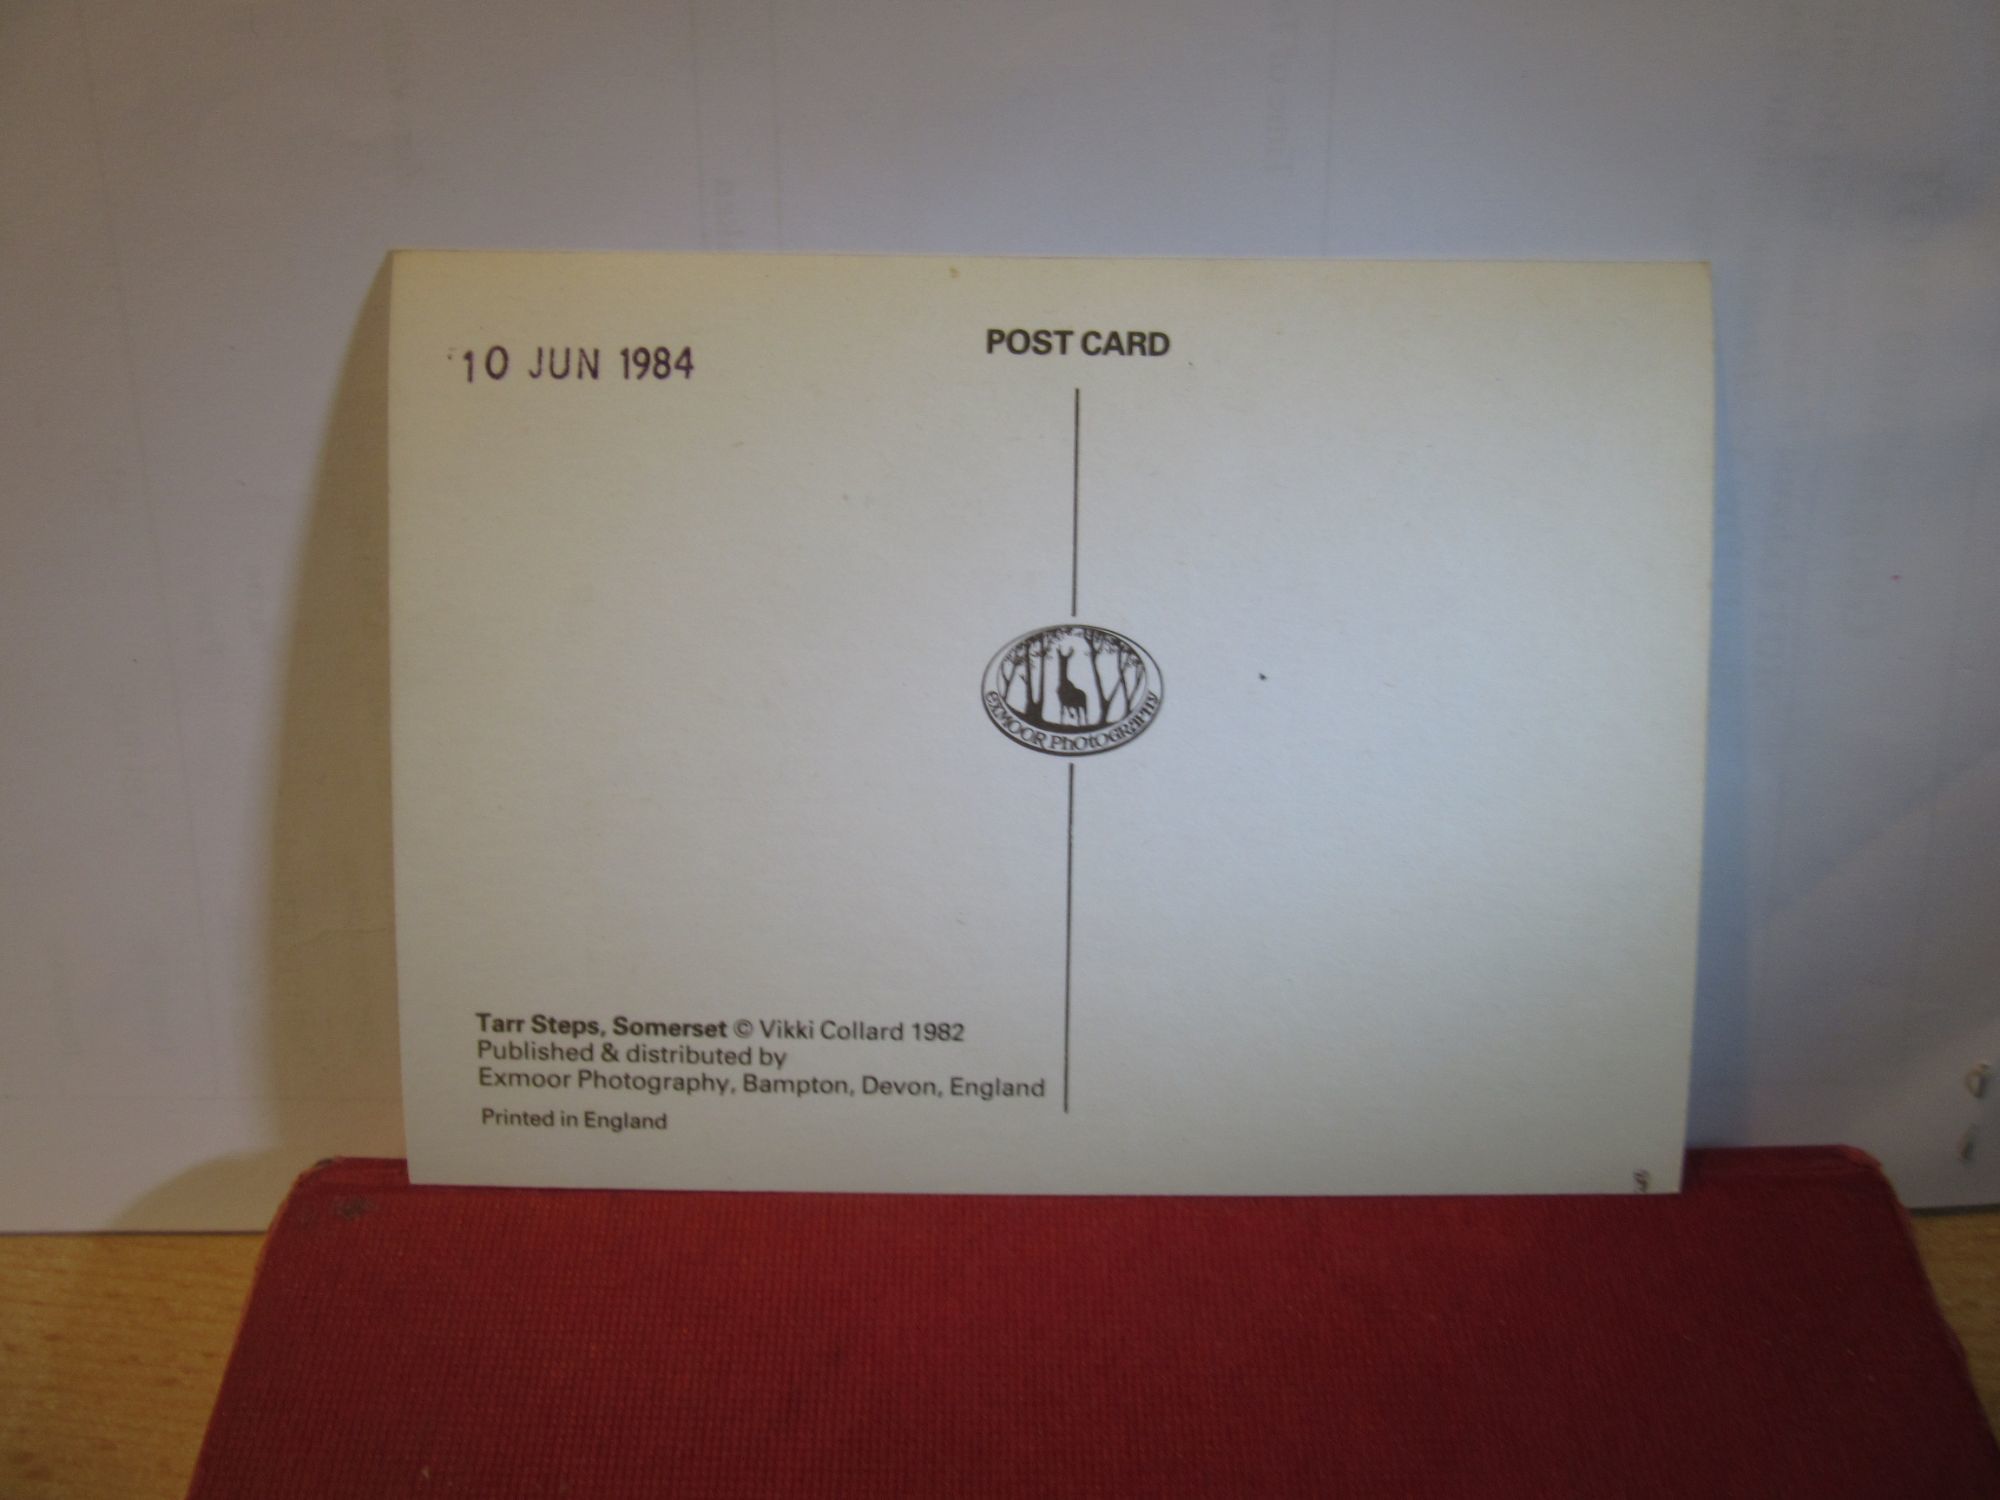 10 JUN 1984
POST CARD
EXMOOR PhOtOGRAPhY
Tarr Steps, Somerset © Vikki Collard 1982
Published & distributed by
Exmoor Photography, Bampton, Devon, England
Printed in England